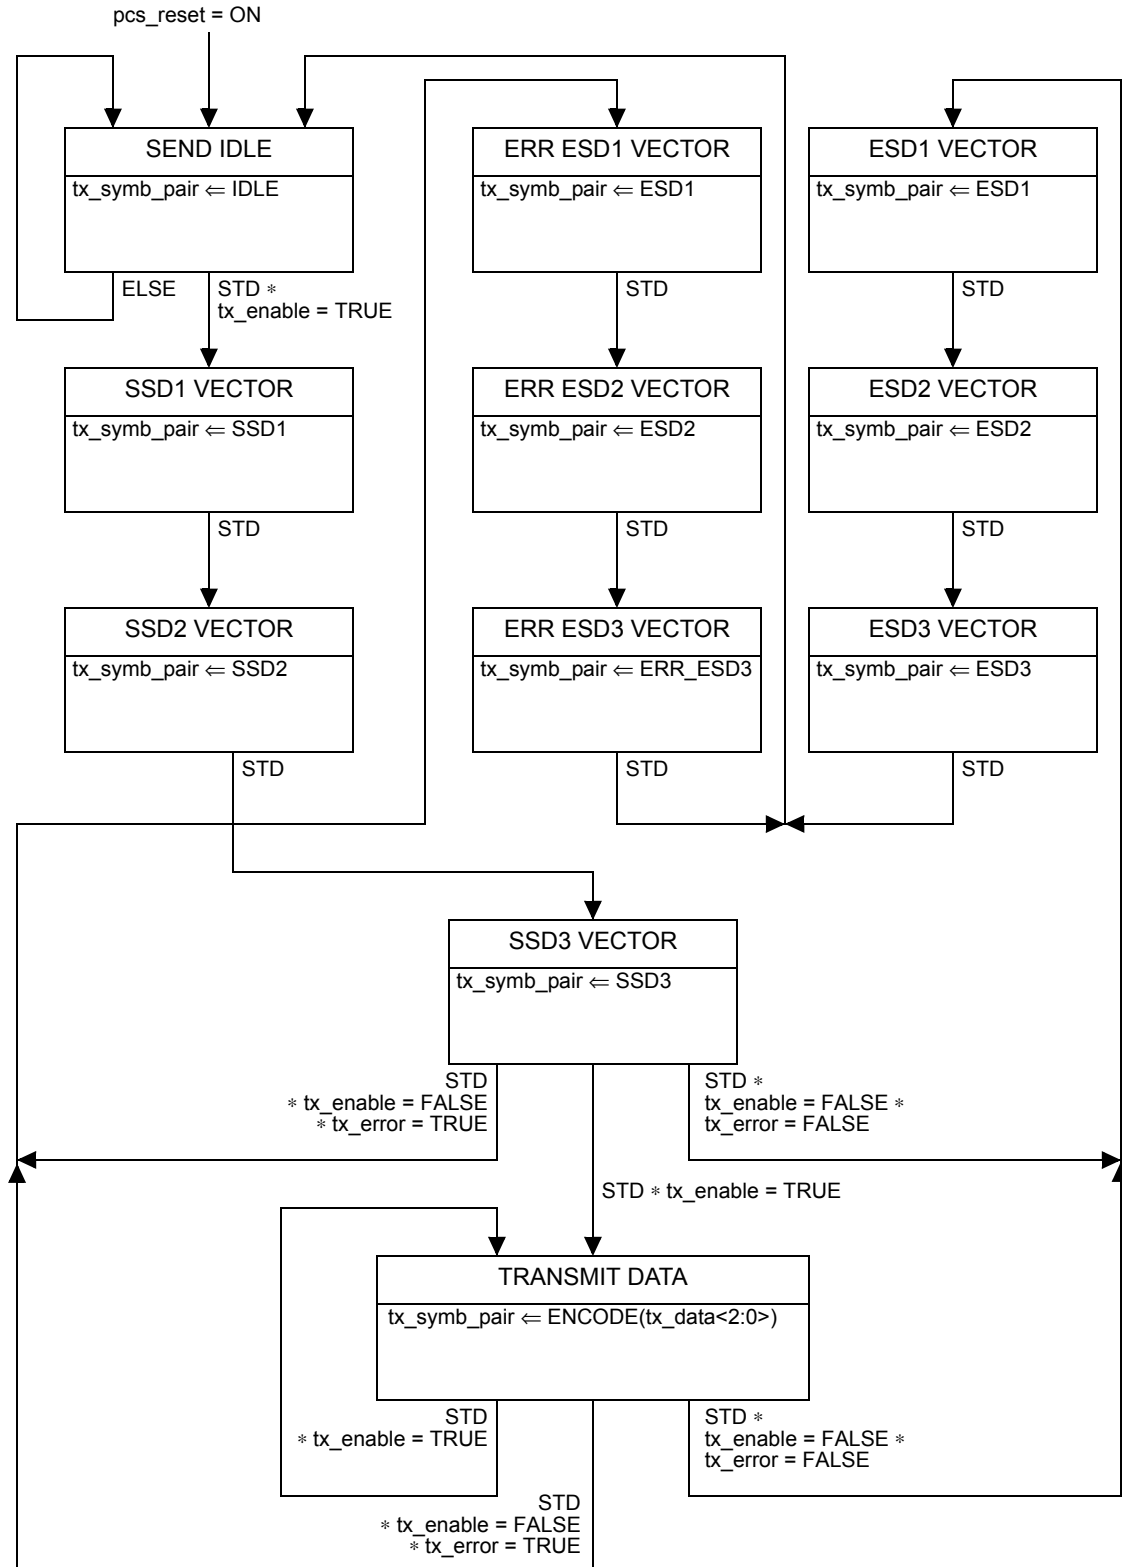 pcs_reset = ON
SEND IDLE
tx_symb_pair ⇐ IDLE
ELSE
STD ∗
tx_enable = TRUE
ERR ESD1 VECTOR
tx_symb_pair ⇐ ESD1
STD
ESD1 VECTOR
tx_symb_pair ⇐ ESD1
STD
SSD1 VECTOR
tx_symb_pair ⇐ SSD1
STD
ERR ESD2 VECTOR
tx_symb_pair ⇐ ESD2
STD
ESD2 VECTOR
tx_symb_pair ⇐ ESD2
STD
SSD2 VECTOR
tx_symb_pair ⇐ SSD2
STD
ERR ESD3 VECTOR
tx_symb_pair ⇐ ERR_ESD3
STD
ESD3 VECTOR
tx_symb_pair ⇐ ESD3
STD
SSD3 VECTOR
tx_symb_pair ⇐ SSD3
STD
∗ tx_enable = FALSE
∗ tx_error = TRUE
STD ∗
tx_enable = FALSE ∗
tx_error = FALSE
STD ∗ tx_enable = TRUE
TRANSMIT DATA
tx_symb_pair ⇐ ENCODE(tx_data<2:0>)
STD
∗ tx_enable = TRUE
STD ∗
tx_enable = FALSE ∗
tx_error = FALSE
STD
∗ tx_enable = FALSE
∗ tx_error = TRUE